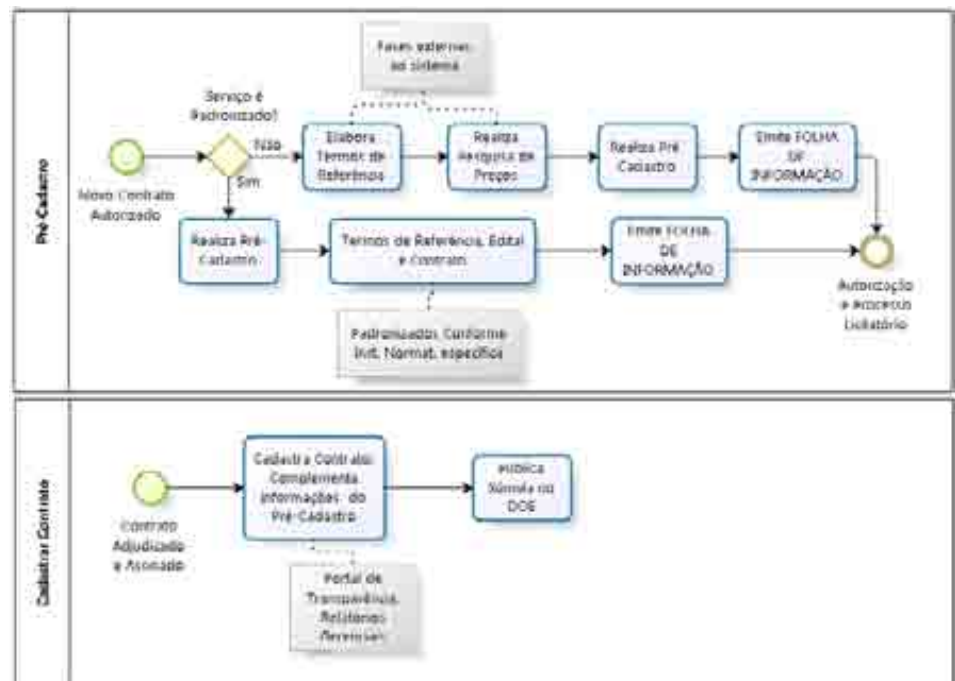 Pré-Cadastro
Fases externas
ao sistema
Serviço é
Padronizado?
Não
Sim
Novo Contrato
Autorizado
Elabora
Termos de
Referência
Realiza
Pesquisa de
Preços
Realiza Pré
Cadastro
Emite FOLHA
DE
INFORMAÇÃO
Realiza Pré-
Cadastro
Termos de Referência, Edital
e Contrato
Emite FOLHA
DE
INFORMAÇÃO
Autorização
e Processo
Licitatório
Padronizados Conforme
Inst. Normat. específica
Cadastrar Contrato
Contrato
Adjudicado
e Assinado
Cadastra Contrato:
Complementa
informações do
Pré-Cadastro
Publica
Súmula no
DOE
Portal de
Transparência,
Relatórios
Gerenciais